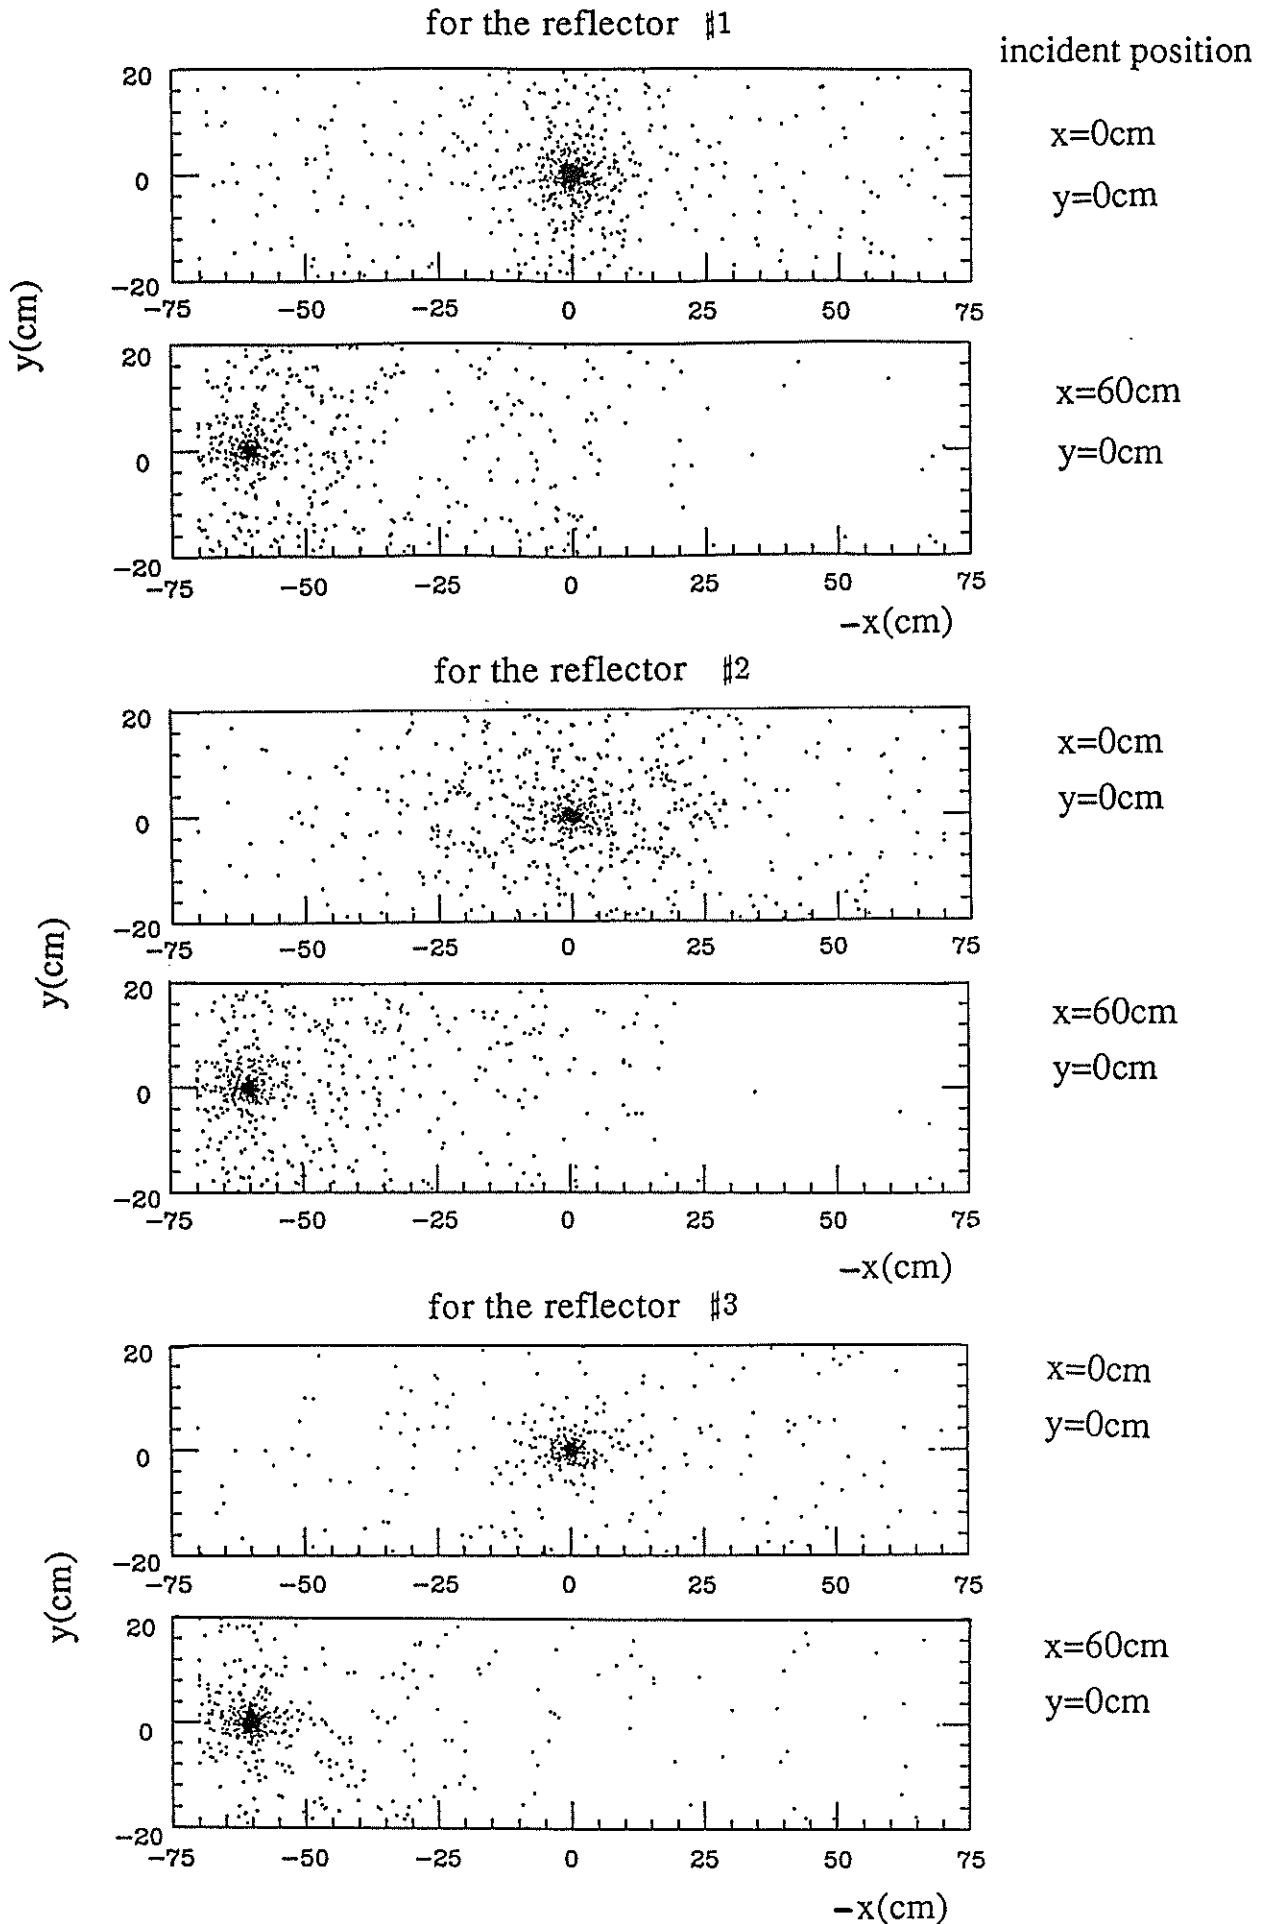 for the reflector #1
incident position
20
0
-20
-75 -50 -25 0 25 50 75
x=0cm
y=0cm
y(cm)
20
0
-20
-75 -50 -25 0 25 50 75
x=60cm
y=0cm
-x(cm)
for the reflector #2
20
0
-20
-75 -50 -25 0 25 50 75
x=0cm
y=0cm
y(cm)
20
0
-20
-75 -50 -25 0 25 50 75
x=60cm
y=0cm
-x(cm)
for the reflector #3
20
0
-20
-75 -50 -25 0 25 50 75
x=0cm
y=0cm
y(cm)
20
0
-20
-75 -50 -25 0 25 50 75
x=60cm
y=0cm
-x(cm)